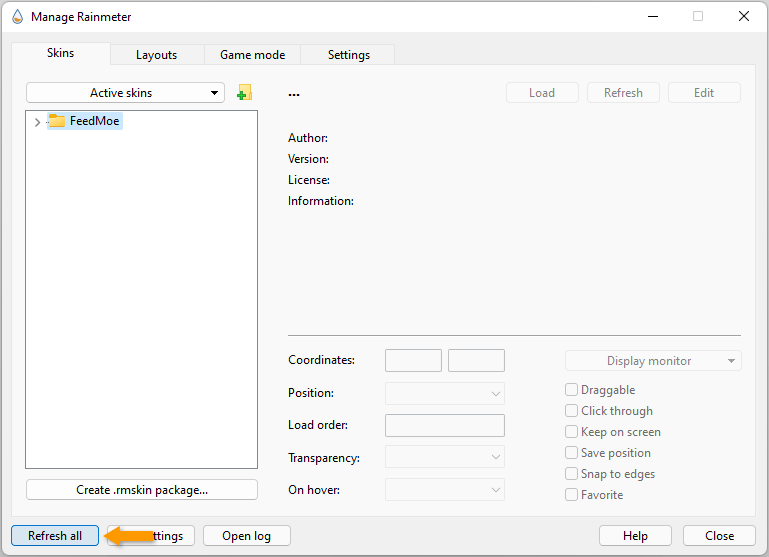 Manage Rainmeter
Skins Layouts Game mode Settings
Active skins
... Load Refresh Edit
FeedMoe
Author:
Version:
License:
Information:
Coordinates: Display monitor
Position: Draggable
Click through
Load order: Keep on screen
Transparency: Save position
Snap to edges
On hover: Favorite
Create .rmskin package...
Refresh all ttings Open log Help Close